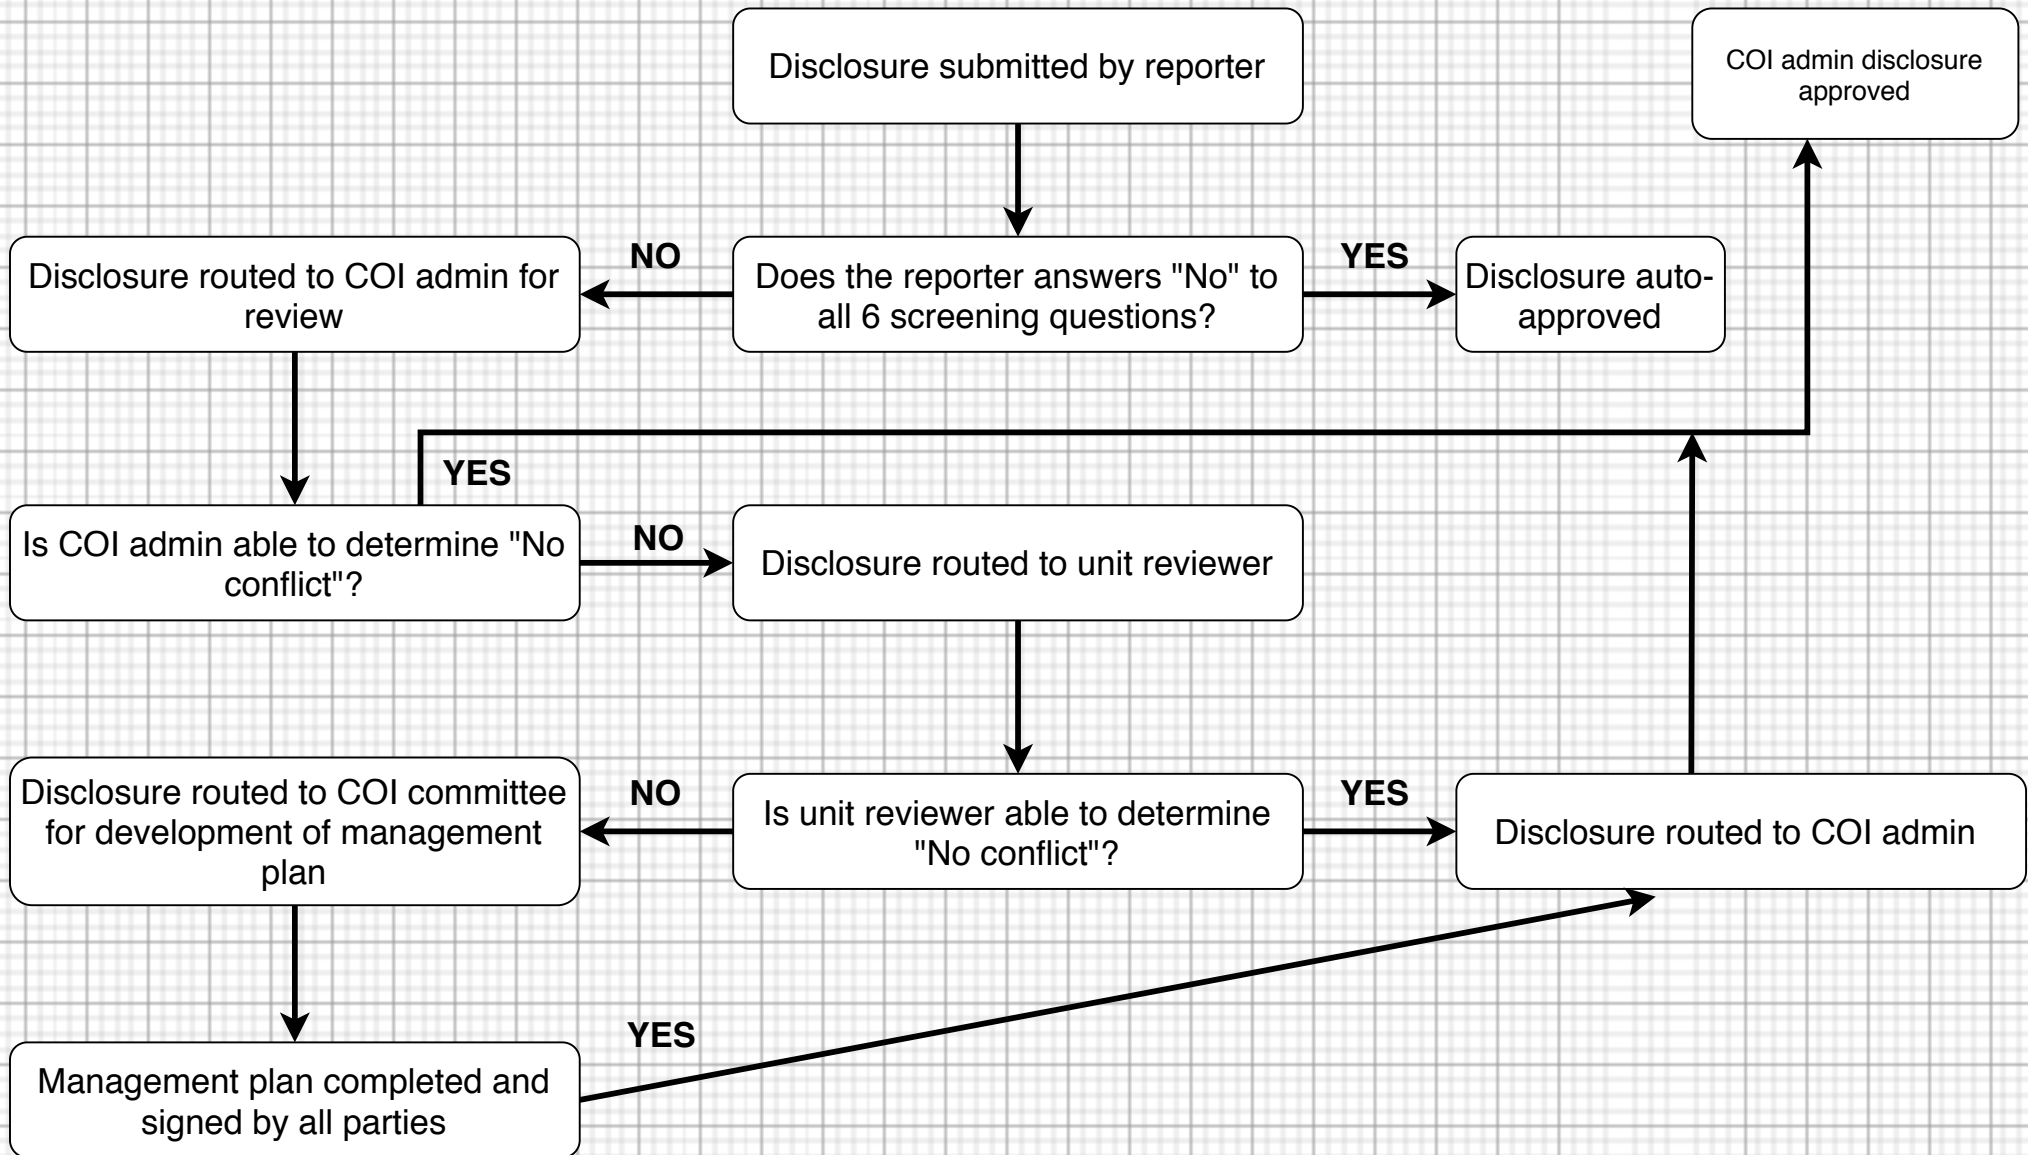 Disclosure submitted by reporter
COI admin disclosure
approved
Disclosure routed to COI admin for
review
NO
Does the reporter answers "No" to
all 6 screening questions?
YES
Disclosure auto-
approved
YES
Is COI admin able to determine "No
conflict"?
NO
Disclosure routed to unit reviewer
Disclosure routed to COI committee
for development of management
plan
NO
Is unit reviewer able to determine
"No conflict"?
YES
Disclosure routed to COI admin
YES
Management plan completed and
signed by all parties